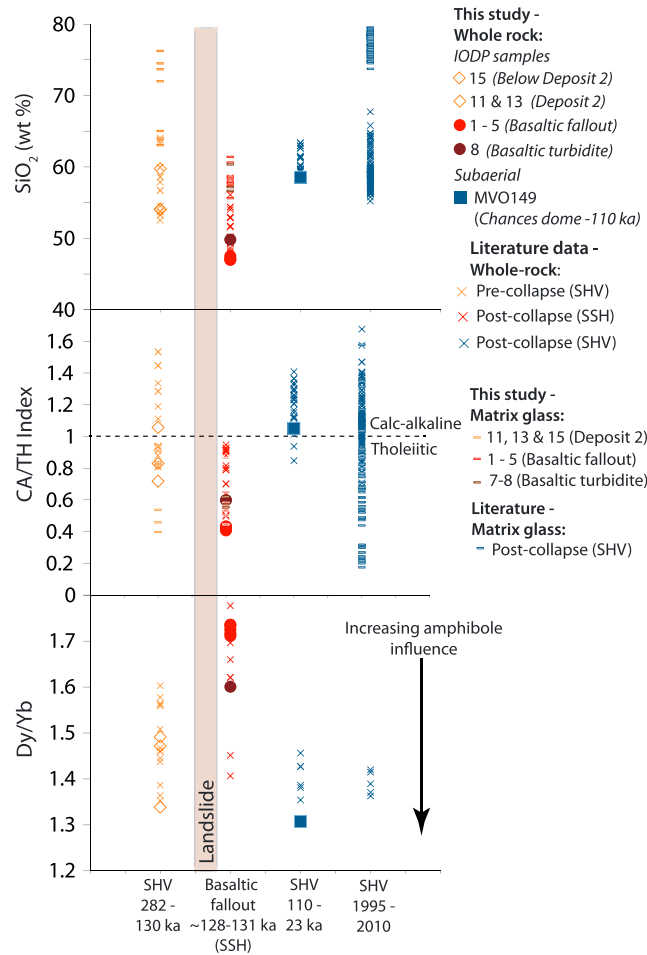 80
70
60
50
40
SiO2 (wt %)
1.6
1.4
1.2
1
0.8
0.6
0.4
0.2
0
CA/TH Index
Calc-alkaline
Tholeiitic
1.7
1.6
1.5
1.4
1.3
1.2
Dy/Yb
Increasing amphibole
influence
Landslide
SHV
282 -
130 ka
Basaltic
fallout
~128-131 ka
(SSH)
SHV
110 -
23 ka
SHV
1995 -
2010
This study -
Whole rock:
IODP samples
15 (Below Deposit 2)
11 & 13 (Deposit 2)
1 - 5 (Basaltic fallout)
8 (Basaltic turbidite)
Subaerial
MVO149
(Chances dome -110 ka)
Literature data -
Whole-rock:
Pre-collapse (SHV)
Post-collapse (SSH)
Post-collapse (SHV)
This study -
Matrix glass:
11, 13 & 15 (Deposit 2)
1 - 5 (Basaltic fallout)
7-8 (Basaltic turbidite)
Literature -
Matrix glass:
Post-collapse (SHV)